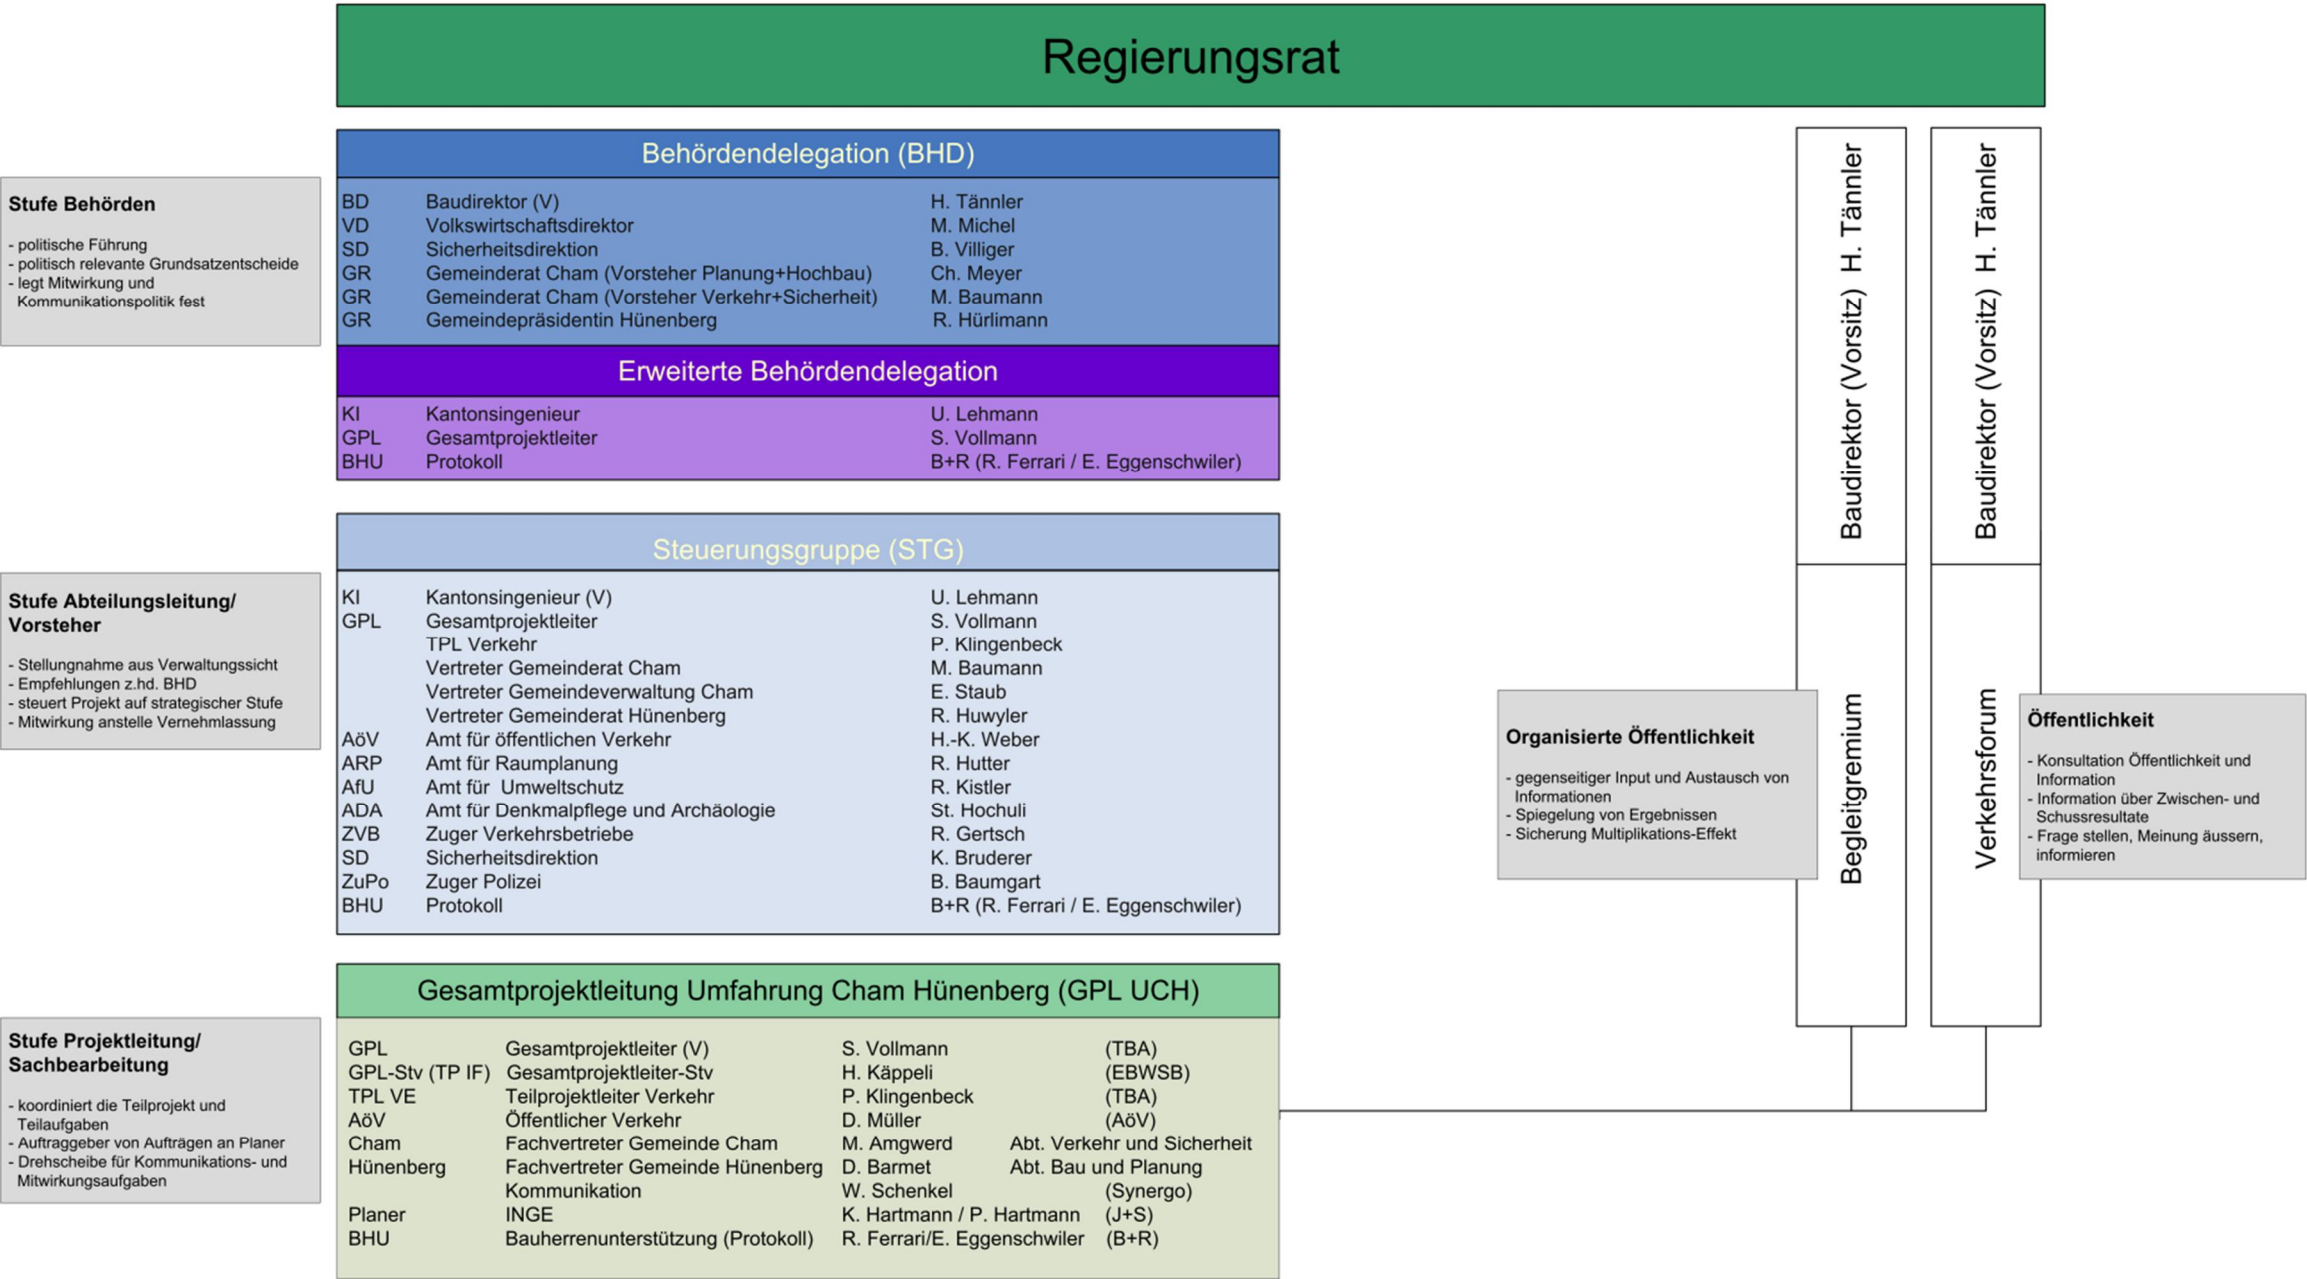 Regierungsrat
Behördendelegation (BHD)
BD Baudirektor (V) H. Tännler
VD Volkswirtschaftsdirektor M. Michel
SD Sicherheitsdirektion B. Villiger
GR Gemeinderat Cham (Vorsteher Planung+Hochbau) Ch. Meyer
GR Gemeinderat Cham (Vorsteher Verkehr+Sicherheit) M. Baumann
GR Gemeindepräsidentin Hünenberg R. Hürlimann
Stufe Behörden
- politische Führung
- politisch relevante Grundsatzentscheide
- legt Mitwirkung und
Kommunikationspolitik fest
Erweiterte Behördendelegation
KI Kantonsingenieur U. Lehmann
GPL Gesamtprojektleiter S. Vollmann
BHU Protokoll B+R (R. Ferrari / E. Eggenschwiler)
Steuerungsgruppe (STG)
KI Kantonsingenieur (V) U. Lehmann
GPL Gesamtprojektleiter S. Vollmann
TPL Verkehr P. Klingenbeck
Vertreter Gemeinderat Cham M. Baumann
Vertreter Gemeindeverwaltung Cham E. Staub
Vertreter Gemeinderat Hünenberg R. Huwyler
AöV Amt für öffentlichen Verkehr H.-K. Weber
ARP Amt für Raumplanung R. Hutter
AfU Amt für Umweltschutz R. Kistler
ADA Amt für Denkmalpflege und Archäologie St. Hochuli
ZVB Zuger Verkehrsbetriebe R. Gertsch
SD Sicherheitsdirektion K. Bruderer
ZuPo Zuger Polizei B. Baumgart
BHU Protokoll B+R (R. Ferrari / E. Eggenschwiler)
Stufe Abteilungsleitung/
Vorsteher
- Stellungnahme aus Verwaltungssicht
- Empfehlungen z.hd. BHD
- steuert Projekt auf strategischer Stufe
- Mitwirkung anstelle Vernehmlassung
Gesamtprojektleitung Umfahrung Cham Hünenberg (GPL UCH)
GPL Gesamtprojektleiter (V) S. Vollmann (TBA)
GPL-Stv (TP IF) Gesamtprojektleiter-Stv H. Käppeli (EBWSB)
TPL VE Teilprojektleiter Verkehr P. Klingenbeck (TBA)
AöV Öffentlicher Verkehr D. Müller (AöV)
Cham Fachvertreter Gemeinde Cham M. Amgwerd Abt. Verkehr und Sicherheit
Hünenberg Fachvertreter Gemeinde Hünenberg D. Barmet Abt. Bau und Planung
Kommunikation W. Schenkel (Synergo)
Planer INGE K. Hartmann / P. Hartmann (J+S)
BHU Bauherrenunterstützung (Protokoll) R. Ferrari/E. Eggenschwiler (B+R)
Stufe Projektleitung/
Sachbearbeitung
- koordiniert die Teilprojekt und
Teilaufgaben
- Auftraggeber von Aufträgen an Planer
- Drehscheibe für Kommunikations- und
Mitwirkungsaufgaben
Baudirektor (Vorsitz) H. Tännler
Begleitgremium
Baudirektor (Vorsitz) H. Tännler
Verkehrsforum
Organisierte Öffentlichkeit
- gegenseitiger Input und Austausch von
Informationen
- Spiegelung von Ergebnissen
- Sicherung Multiplikations-Effekt
Öffentlichkeit
- Konsultation Öffentlichkeit und
Information
- Information über Zwischen- und
Schussresultate
- Frage stellen, Meinung äussern,
informieren